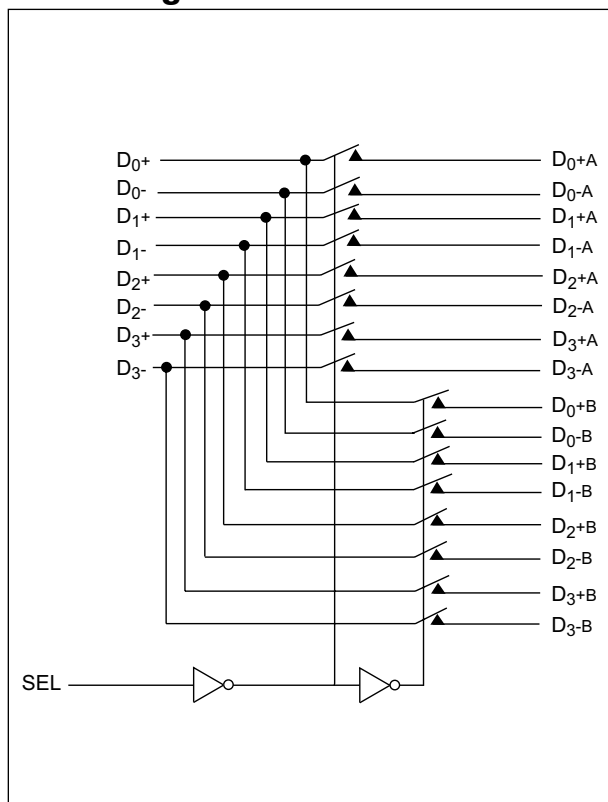 D0+
D0+A
D0-
D0-A
D1+
D1+A
D1-
D1-A
D2+
D2+A
D2-
D2-A
D3+
D3+A
D3-
D3-A
D0+B
D0-B
D1+B
D1-B
D2+B
D2-B
D3+B
D3-B
SEL